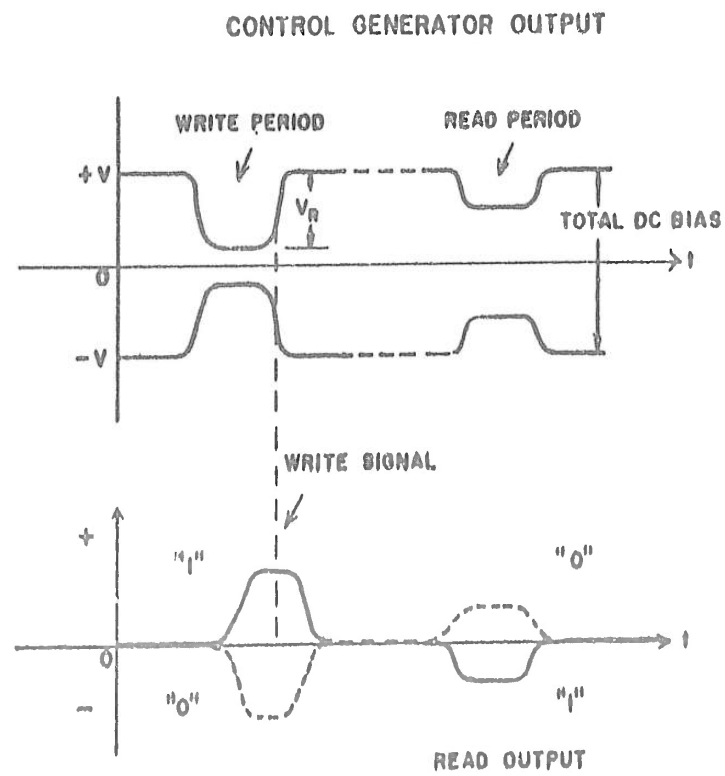 CONTROL GENERATOR OUTPUT
WRITE PERIOD
READ PERIOD
+V
VR
TOTAL DC BIAS
0
t
-V
WRITE SIGNAL
+
"1"
"0"
0
t
-
"0"
"1"
READ OUTPUT